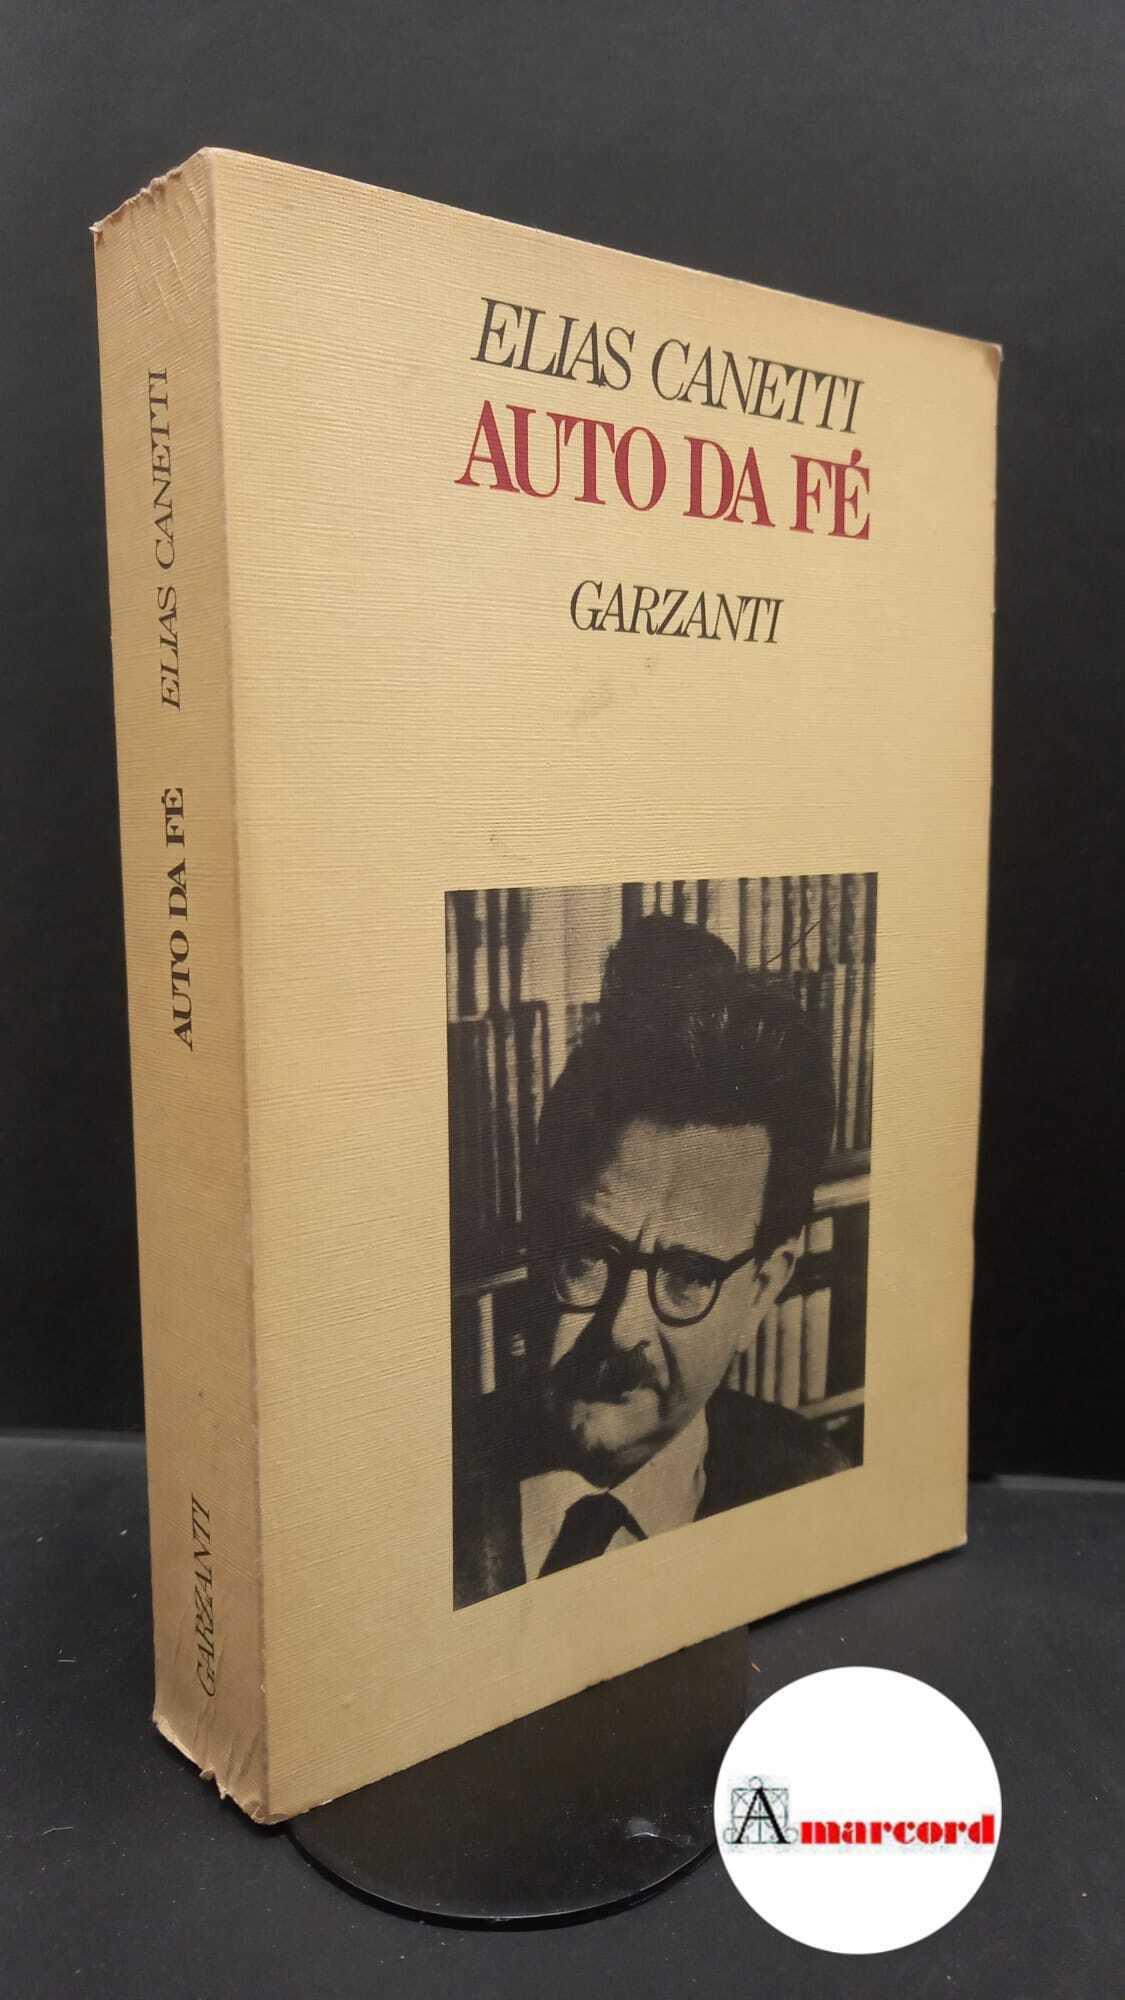 ELIAS CANETTI
AUTO DA FÉ
GARZANTI
ELIAS CANETTI
AUTO DA FÉ
GARZANTI
Amarcord